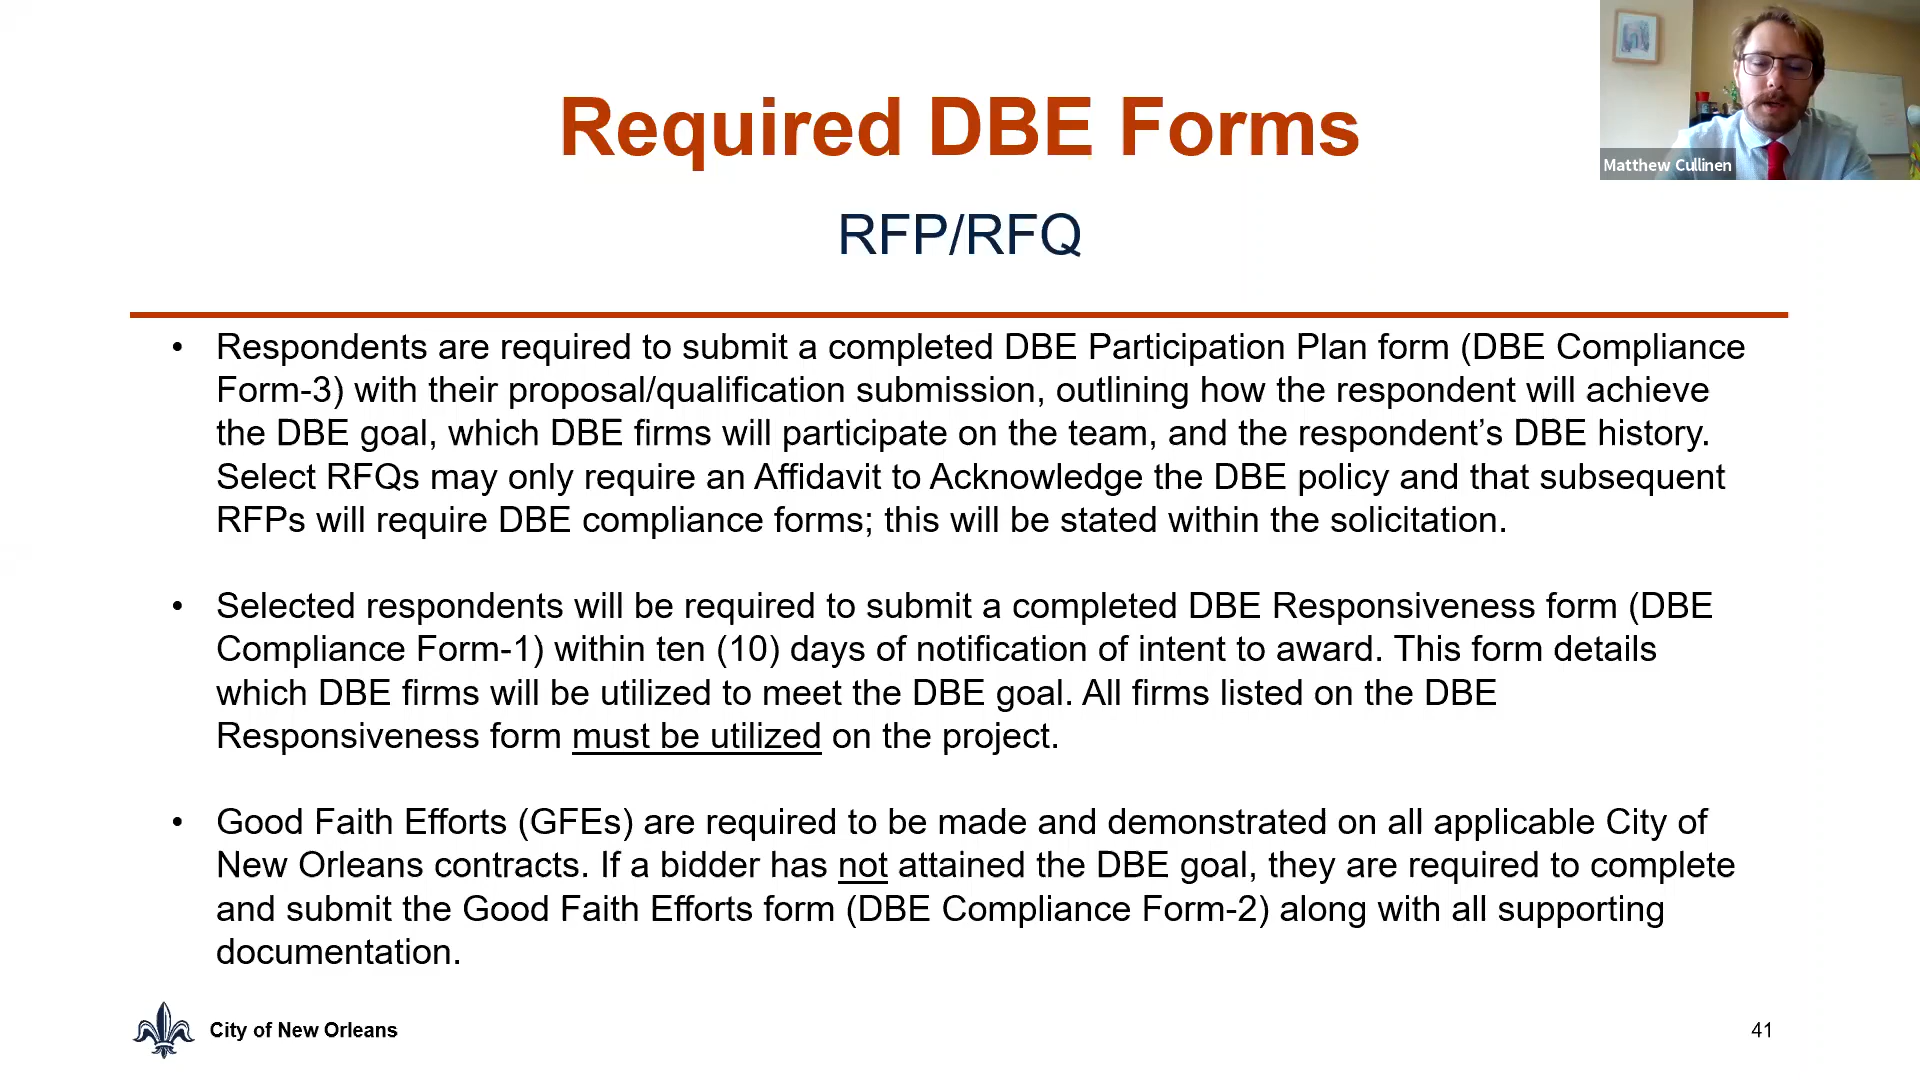 Required DBE Forms
Matthew Cullinen
RFP/RFQ
• Respondents are required to submit a completed DBE Participation Plan form (DBE Compliance
Form-3) with their proposal/qualification submission, outlining how the respondent will achieve
the DBE goal, which DBE firms will participate on the team, and the respondent’s DBE history.
Select RFQs may only require an Affidavit to Acknowledge the DBE policy and that subsequent
RFPs will require DBE compliance forms; this will be stated within the solicitation.
• Selected respondents will be required to submit a completed DBE Responsiveness form (DBE
Compliance Form-1) within ten (10) days of notification of intent to award. This form details
which DBE firms will be utilized to meet the DBE goal. All firms listed on the DBE
Responsiveness form must be utilized on the project.
• Good Faith Efforts (GFEs) are required to be made and demonstrated on all applicable City of
New Orleans contracts. If a bidder has not attained the DBE goal, they are required to complete
and submit the Good Faith Efforts form (DBE Compliance Form-2) along with all supporting
documentation.
City of New Orleans
41